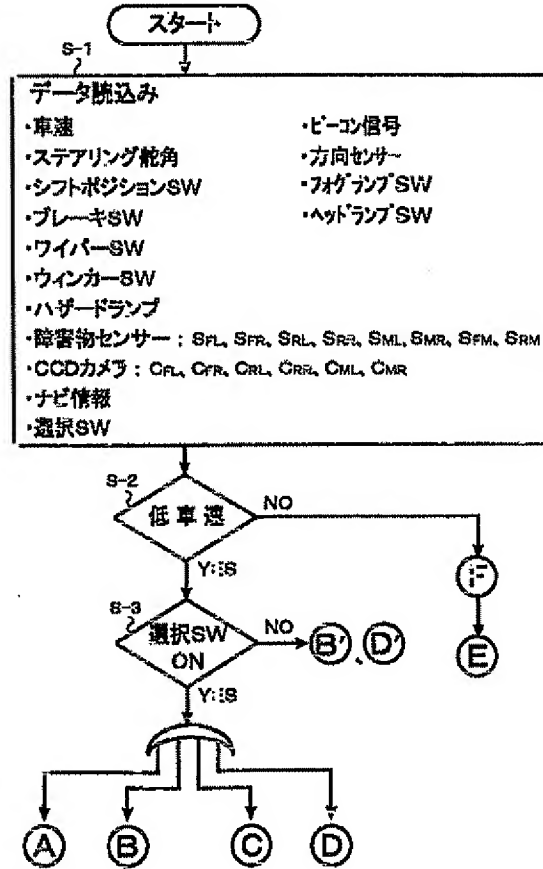 スタート
S-1
データ読込み
・車速
・ステアリング舵角
・シフトポジションSW
・ブレーキSW
・ワイパーSW
・ウィンカーSW
・ハザードランプ
・ビーコン信号
・方向センサー
・フォグランプSW
・ヘッドランプSW
・障害物センサー：SFL, SFR, SRL, SRR, SML, SMR, SFM, SRM
・CCDカメラ：CFL, CFR, CRL, CRR, CML, CMR
・ナビ情報
・選択SW
S-2
低車速
NO
YES
F
E
S-3
選択SW
ON
NO
B'、D'
YES
A
B
C
D